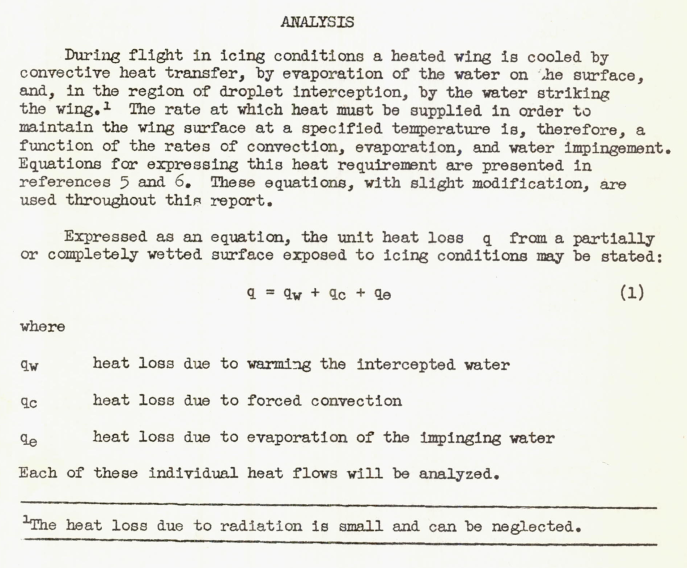 ANALYSIS
During flight in icing conditions a heated wing is cooled by
convective heat transfer, by evaporation of the water on he surface,
and, in the region of droplet interception, by the water striking
the wing.¹ The rate at which heat must be supplied in order to
maintain the wing surface at a specified temperature is, therefore, a
function of the rates of convection, evaporation, and water impingement.
Equations for expressing this heat requirement are presented in
references 5 and 6. These equations, with slight modification, are
used throughout this report.
Expressed as an equation, the unit heat loss q from a partially
or completely wetted surface exposed to icing conditions may be stated:
q = qw + qc + qe (1)
where
qw heat loss due to warming the intercepted water
qc heat loss due to forced convection
qe heat loss due to evaporation of the impinging water
Each of these individual heat flows will be analyzed.
¹The heat loss due to radiation is small and can be neglected.